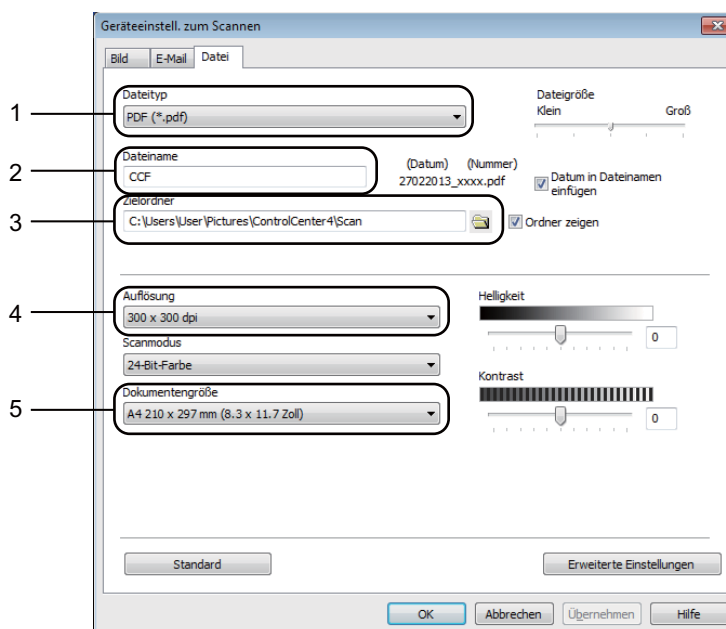 Geräteeinstell. zum Scannen
Bild E-Mail Datei
Dateityp
1 PDF (*.pdf)
Dateigröße
Klein Groß
Dateiname
2 CCF
(Datum) (Nummer)
27022013_xxxx.pdf
Datum in Dateinamen
einfügen
Zielordner
3 C:\Users\User\Pictures\ControlCenter4\Scan
Ordner zeigen
Auflösung
4 300 x 300 dpi
Helligkeit
0
Scanmodus
24-Bit-Farbe
Kontrast
0
Dokumentengröße
5 A4 210 x 297 mm (8.3 x 11.7 Zoll)
Standard Erweiterte Einstellungen
OK Abbrechen Übernehmen Hilfe